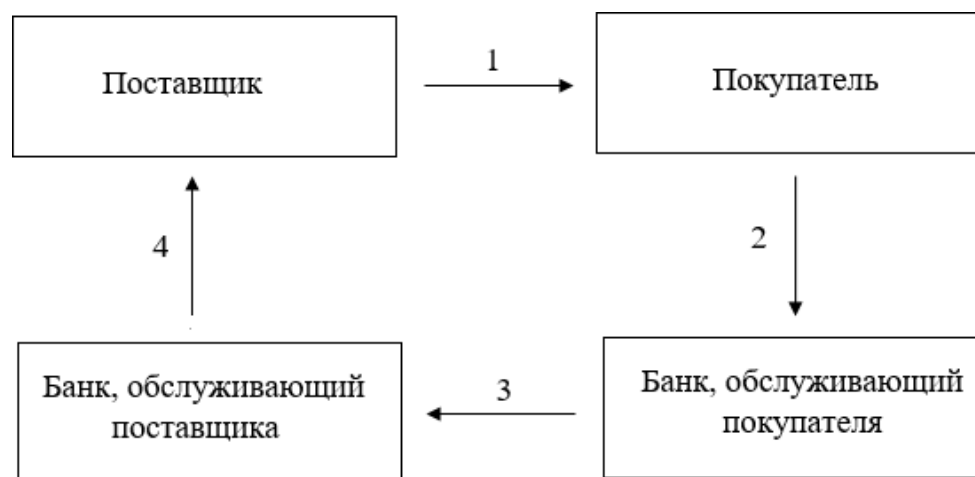 Поставщик
1
Покупатель
4
2
Банк, обслуживающий
поставщика
3
Банк, обслуживающий
покупателя